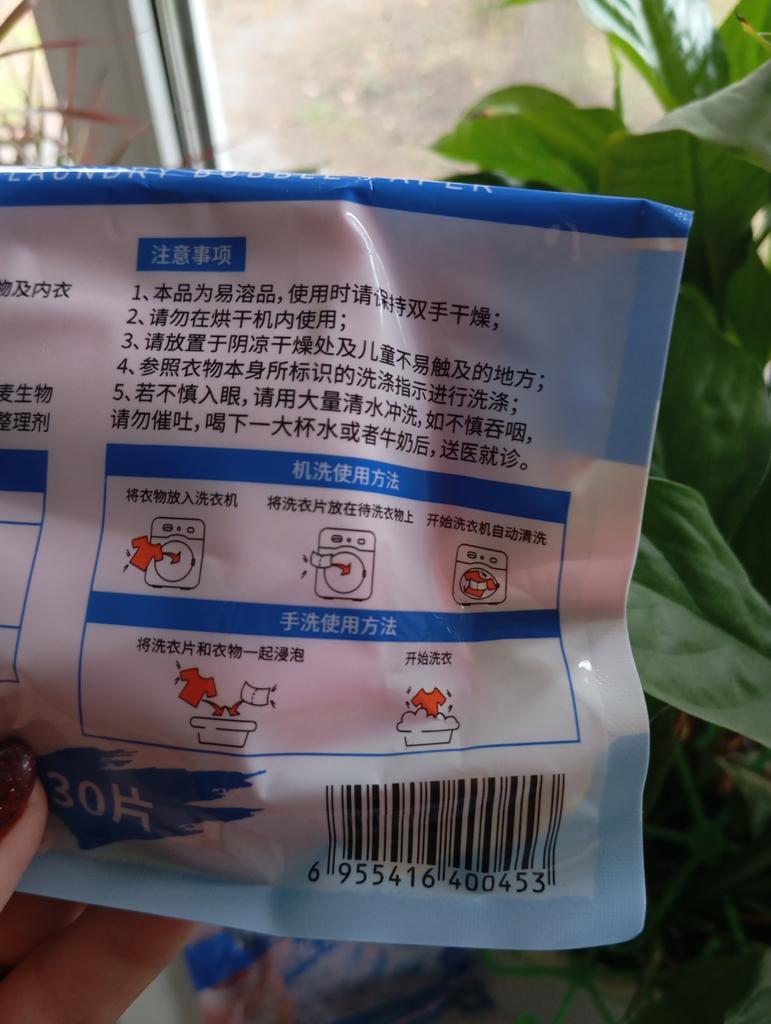 LAUNDRY BUBBLE PAPER
注意事项
物及内衣
1、本品为易溶品，使用时请保持双手干燥；
2、请勿在烘干机内使用；
3、请放置于阴凉干燥处及儿童不易触及的地方；
4、参照衣物本身所标识的洗涤指示进行洗涤；
5、若不慎入眼，请用大量清水冲洗，如不慎吞咽，
请勿催吐，喝下一大杯水或者牛奶后，送医就诊。
麦生物
整理剂
机洗使用方法
将衣物放入洗衣机
将洗衣片放在待洗衣物上
开始洗衣机自动清洗
手洗使用方法
将洗衣片和衣物一起浸泡
开始洗衣
30片
6 955416 400453